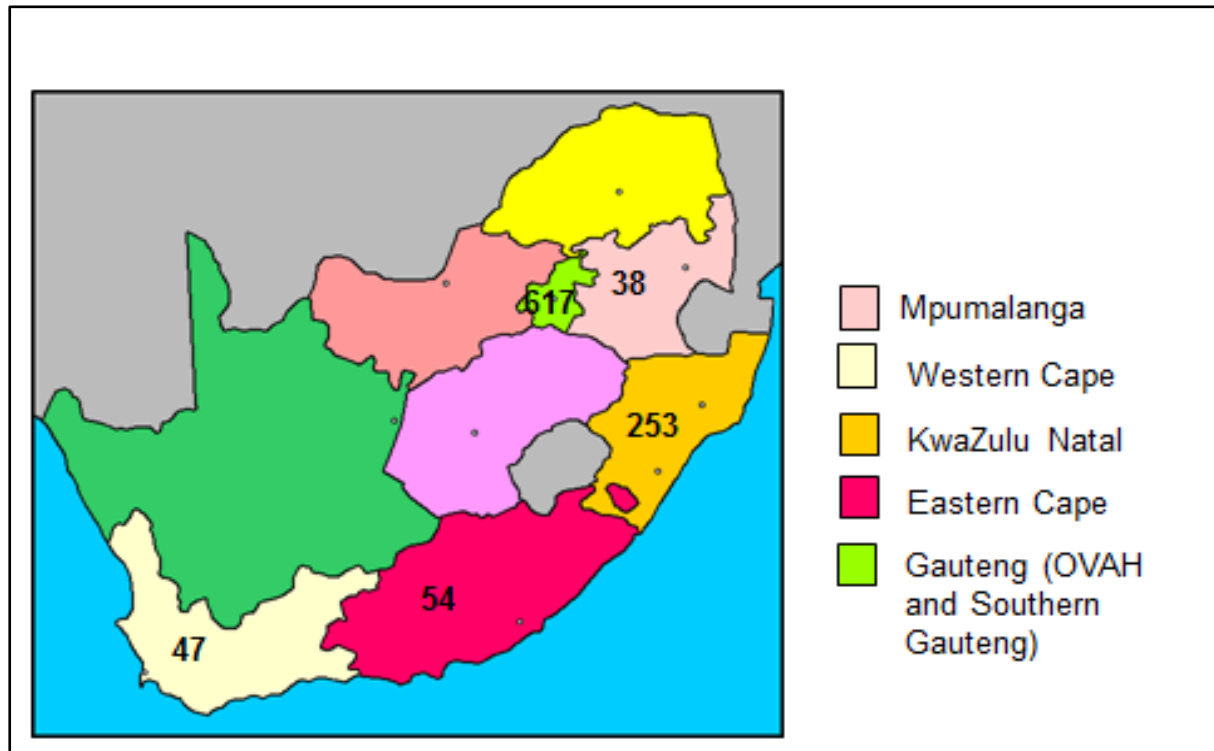 38
617
253
54
47
Mpumalanga
Western Cape
KwaZulu Natal
Eastern Cape
Gauteng (OVAH
and Southern
Gauteng)